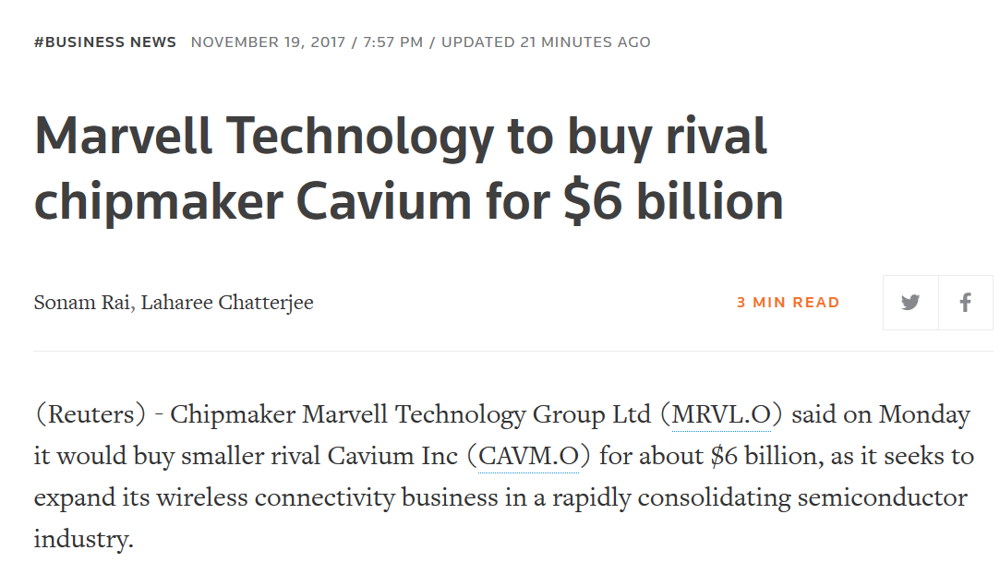 #BUSINESS NEWS NOVEMBER 19, 2017 / 7:57 PM / UPDATED 21 MINUTES AGO
Marvell Technology to buy rival
chipmaker Cavium for $6 billion
Sonam Rai, Laharee Chatterjee 3 MIN READ
(Reuters) - Chipmaker Marvell Technology Group Ltd (MRVL.O) said on Monday
it would buy smaller rival Cavium Inc (CAVM.O) for about $6 billion, as it seeks to
expand its wireless connectivity business in a rapidly consolidating semiconductor
industry.